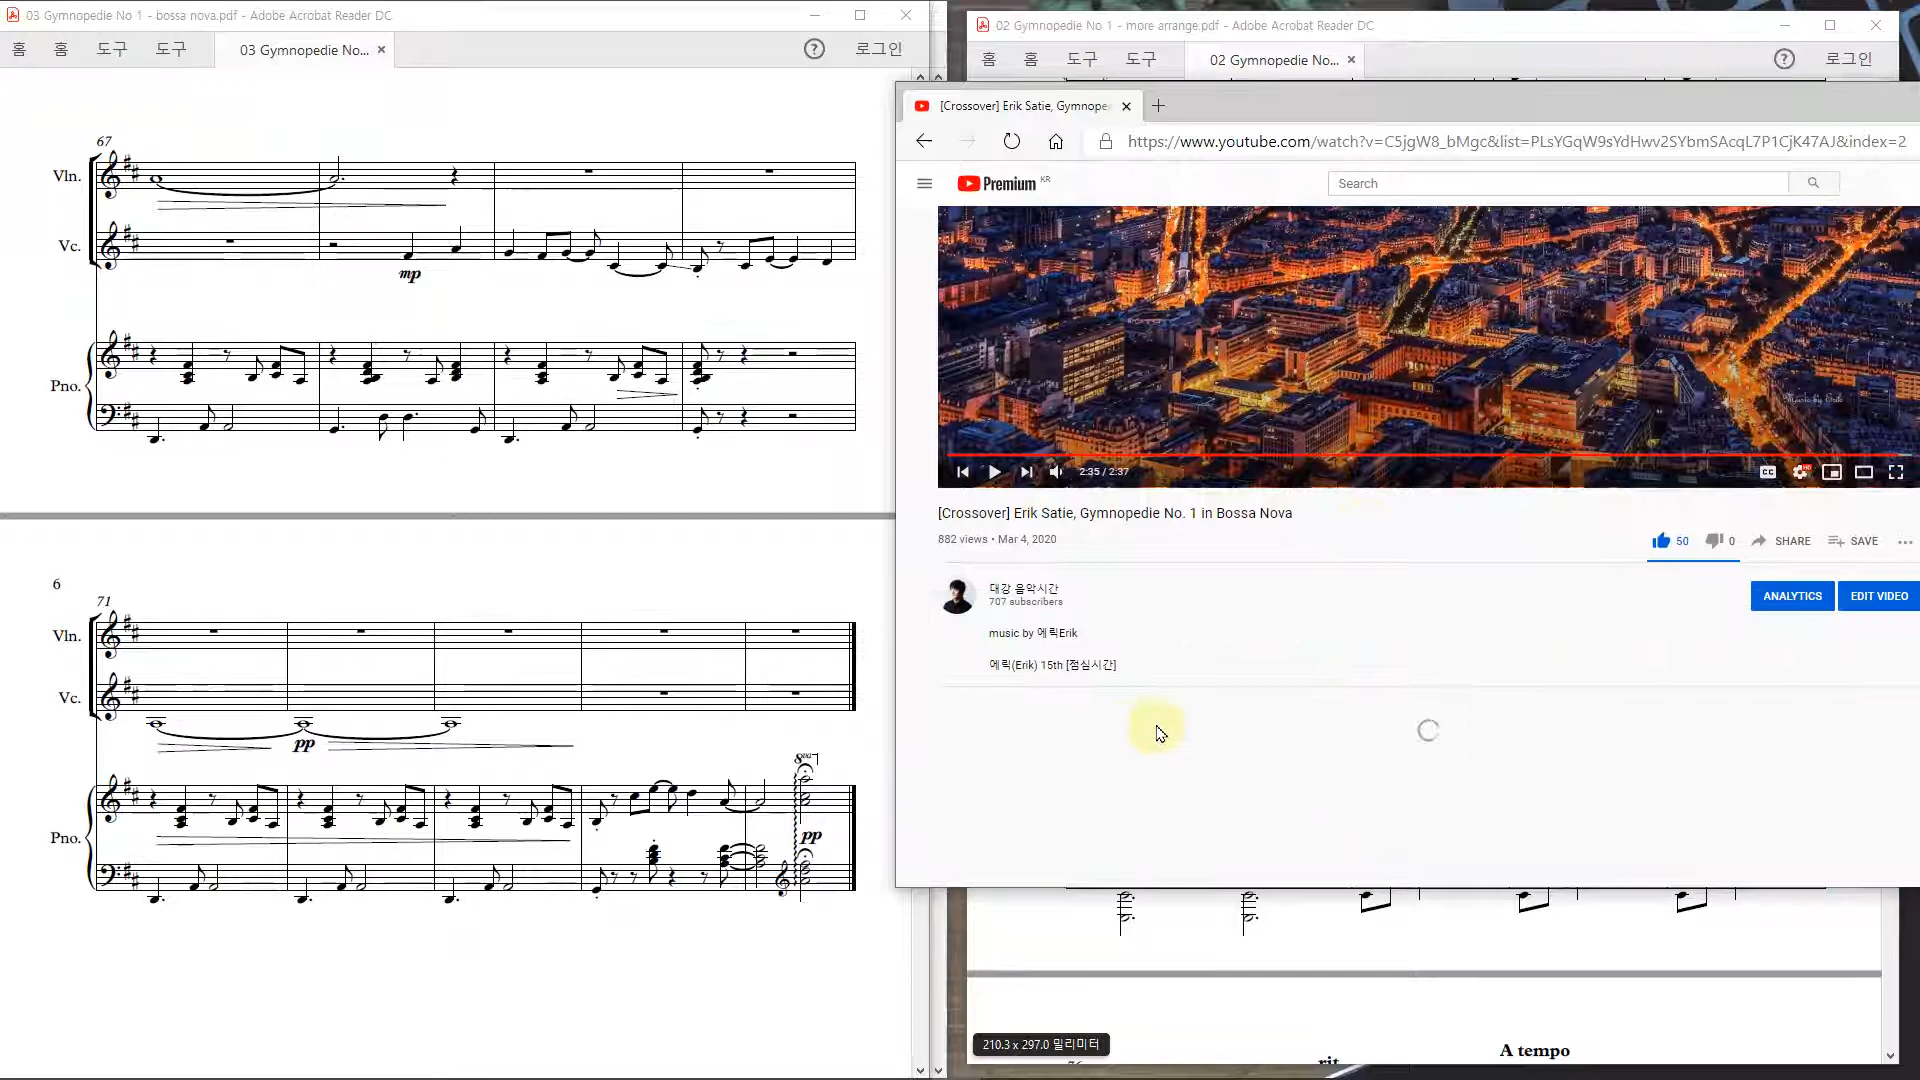 03 Gymnopedie No 1 - bossa nova.pdf - Adobe Acrobat Reader DC
홈 홈 도구 도구 03 Gymnopedie No... × ? 로그인
67
Vln.
Vc.
mp
Pno.
6
71
Vln.
Vc.
pp
8va
Pno.
pp
02 Gymnopedie No 1 - more arrange.pdf - Adobe Acrobat Reader DC
홈 홈 도구 도구 02 Gymnopedie No... × ? 로그인
[Crossover] Erik Satie, Gymnope
https://www.youtube.com/watch?v=C5jgW8_bMgc&list=PLsYGqW9sYdHwv2SYbmSAcqL7P1CjK47AJ&index=2
Premium KR
Search
Music by Erik
2:35 / 2:37
CC HD
[Crossover] Erik Satie, Gymnopedie No. 1 in Bossa Nova
882 views • Mar 4, 2020
50 0 SHARE SAVE ...
대강 음악시간
707 subscribers
ANALYTICS EDIT VIDEO
music by 에릭Erik
에릭(Erik) 15th [점심시간]
210.3 x 297.0 밀리미터
A tempo
rit.